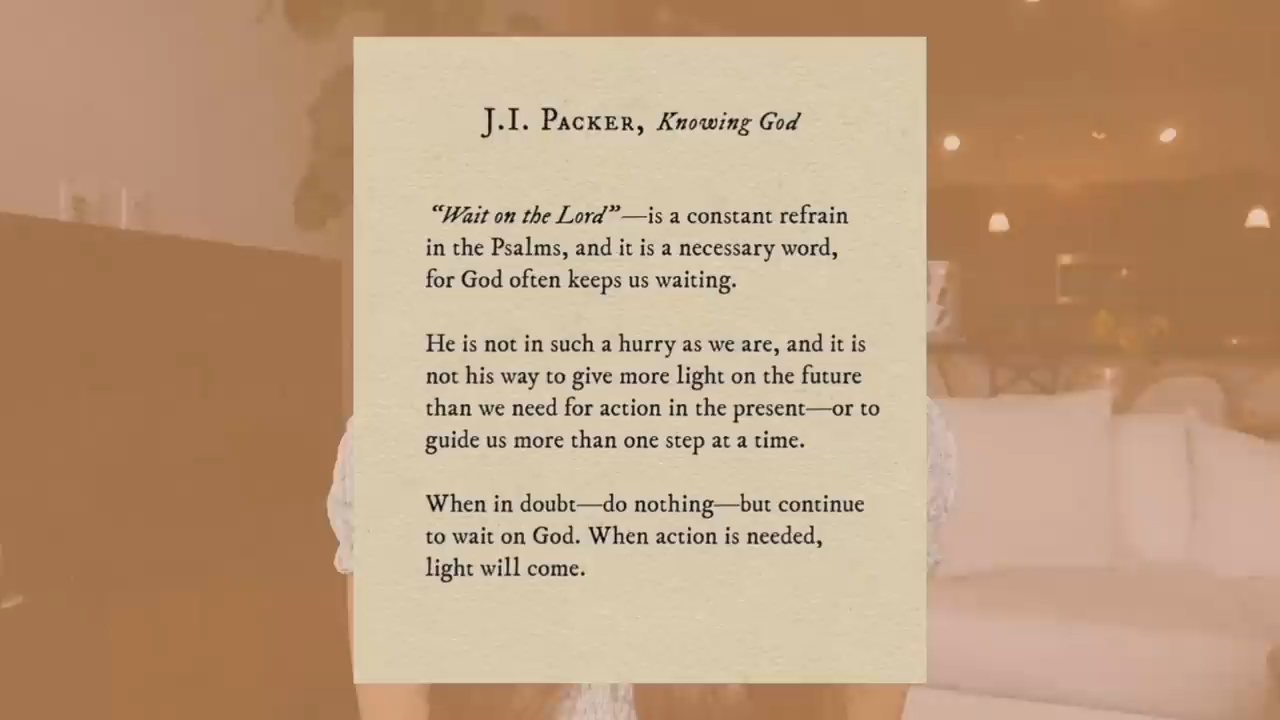 J.I. Packer, Knowing God
“Wait on the Lord”—is a constant refrain
in the Psalms, and it is a necessary word,
for God often keeps us waiting.
He is not in such a hurry as we are, and it is
not his way to give more light on the future
than we need for action in the present—or to
guide us more than one step at a time.
When in doubt—do nothing—but continue
to wait on God. When action is needed,
light will come.